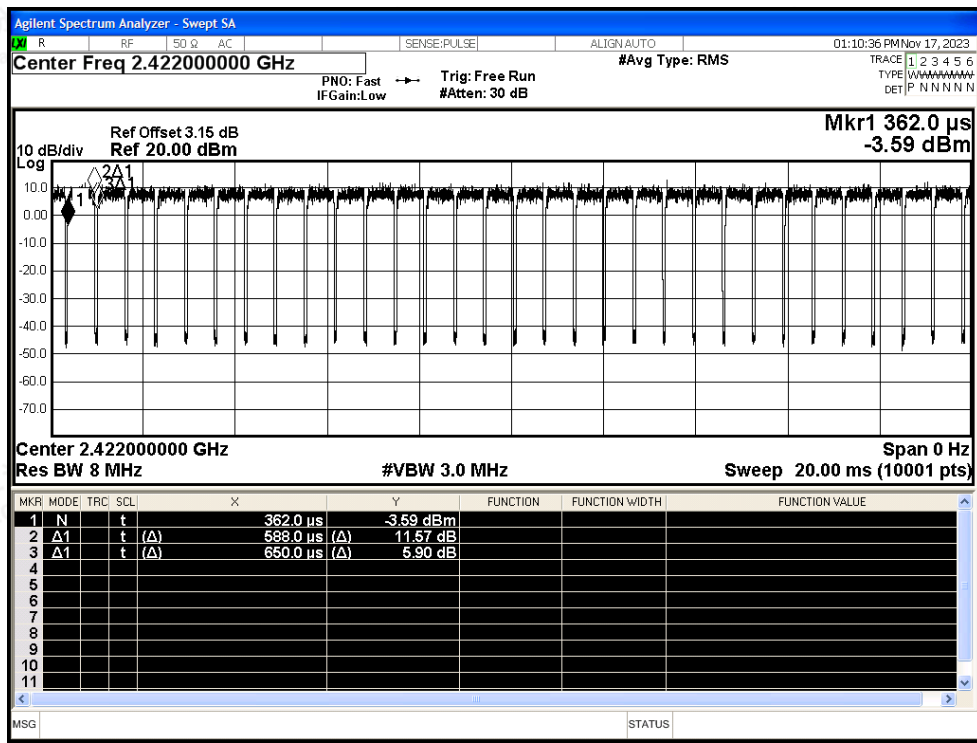 Agilent Spectrum Analyzer - Swept SA
LXI R RF 50 Ω AC SENSE:PULSE ALIGN AUTO 01:10:36 PM Nov 17, 2023
Center Freq 2.422000000 GHz #Avg Type: RMS TRACE 1 2 3 4 5 6
PNO: Fast Trig: Free Run TYPE WWWWWW
IFGain:Low #Atten: 30 dB DET P N N N N N
Mkr1 362.0 µs
Ref Offset 3.15 dB
10 dB/div Ref 20.00 dBm -3.59 dBm
Log
2Δ1
3Δ1
10.0
1
0.00
-10.0
-20.0
-30.0
-40.0
-50.0
-60.0
-70.0
Center 2.422000000 GHz Span 0 Hz
Res BW 8 MHz #VBW 3.0 MHz Sweep 20.00 ms (10001 pts)
MKR MODE TRC SCL X Y FUNCTION FUNCTION WIDTH FUNCTION VALUE
1 N t 362.0 µs -3.59 dBm
2 Δ1 t (Δ) 588.0 µs (Δ) 11.57 dB
3 Δ1 t (Δ) 650.0 µs (Δ) 5.90 dB
4
5
6
7
8
9
10
11
MSG STATUS